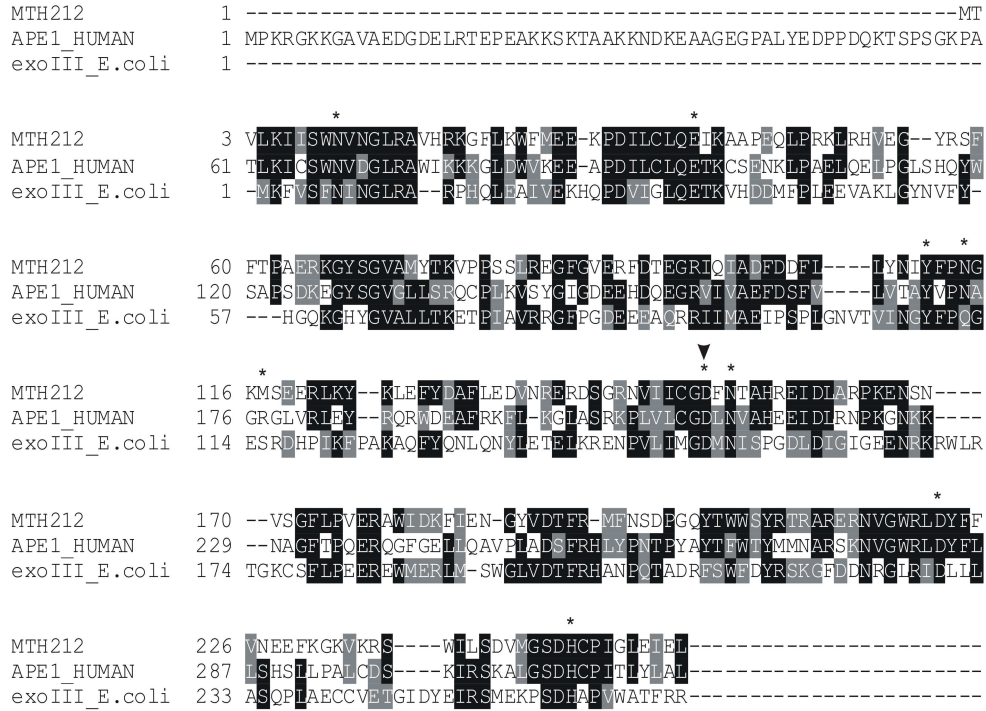 MTH212 1 ----------------------------------------------------------MT
APE1_HUMAN 1 MPKRGKKGAVAEDGDELRTEPEAKKSKTAAKKNDKEAAGEGPALYEDPPDQKTSPSGKPA
exoIII_E.coli 1 ------------------------------------------------------------
* *
MTH212 3 VLKIISWNVNGLRAVHRKGFLKWFMEE-KPDILCLQEIKAAPEQLPRKLRHVEG--YRSF
APE1_HUMAN 61 TLKICSWNVDGLRAWIKKKGLDWVKEE-APDILCLQETKCSENKLPAELQELPGLSHQYW
exoIII_E.coli 1 -MKFVSFNINGLRA--RPHQLEAIVEKHQPDVIGLQETKVHDDMFPLEEVAKLGYNVFY-
* *
MTH212 60 FTPAERKGYSGVAMYTKVPPSSLREGFGVERFDTEGRIQIADFDDFL----LYNIYFPNG
APE1_HUMAN 120 SAPSDKEGYSGVGLLSRQCPLKVSYGIGDEEHDQEGRVIVAEFDSFV----LVTAYVPNA
exoIII_E.coli 57 ---HGQKGHYGVALLTKETPIAVRRGFPGDEEEAQRRIIMAEIPSPLGNVTVINGYFPQG
* * *
MTH212 116 KMSEERLKY--KLEFYDAFLEDVNRERDSGRNVIICGDFNTAHREIDLARPKENSN----
APE1_HUMAN 176 GRGLVRLEY--RQRWDEAFRKFL-KGLASRKPLVLCGDLNVAHEEIDLRNPKGNKK----
exoIII_E.coli 114 ESRDHPIKFPAKAQFYQNLQNYLETELKRENPVLIMGDMNISPGDLDIGIGEENRKRWLR
*
MTH212 170 --VSGFLPVERAWIDKFIEN-GYVDTFR-MFNSDPGQYTWWSYRTRARERNVGWRLDYFF
APE1_HUMAN 229 --NAGFTPQERQGFGELLQAVPLADSFRHLYPNTPYAYTFWTYMMNARSKNVGWRLDYFL
exoIII_E.coli 174 TGKCSFLPEEREWMERLM-SWGLVDTFRHANPQTADRFSWFDYRSKGFDDNRGLRIDLLL
*
MTH212 226 VNEEFKGKVKRS----WILSDVMGSDHCPIGLEIEL------------------------
APE1_HUMAN 287 LSHSLLPALCDS----KIRSKALGSDHCPITLYLAL------------------------
exoIII_E.coli 233 ASQPLAECCVETGIDYEIRSMEKPSDHAPVWATFRR------------------------